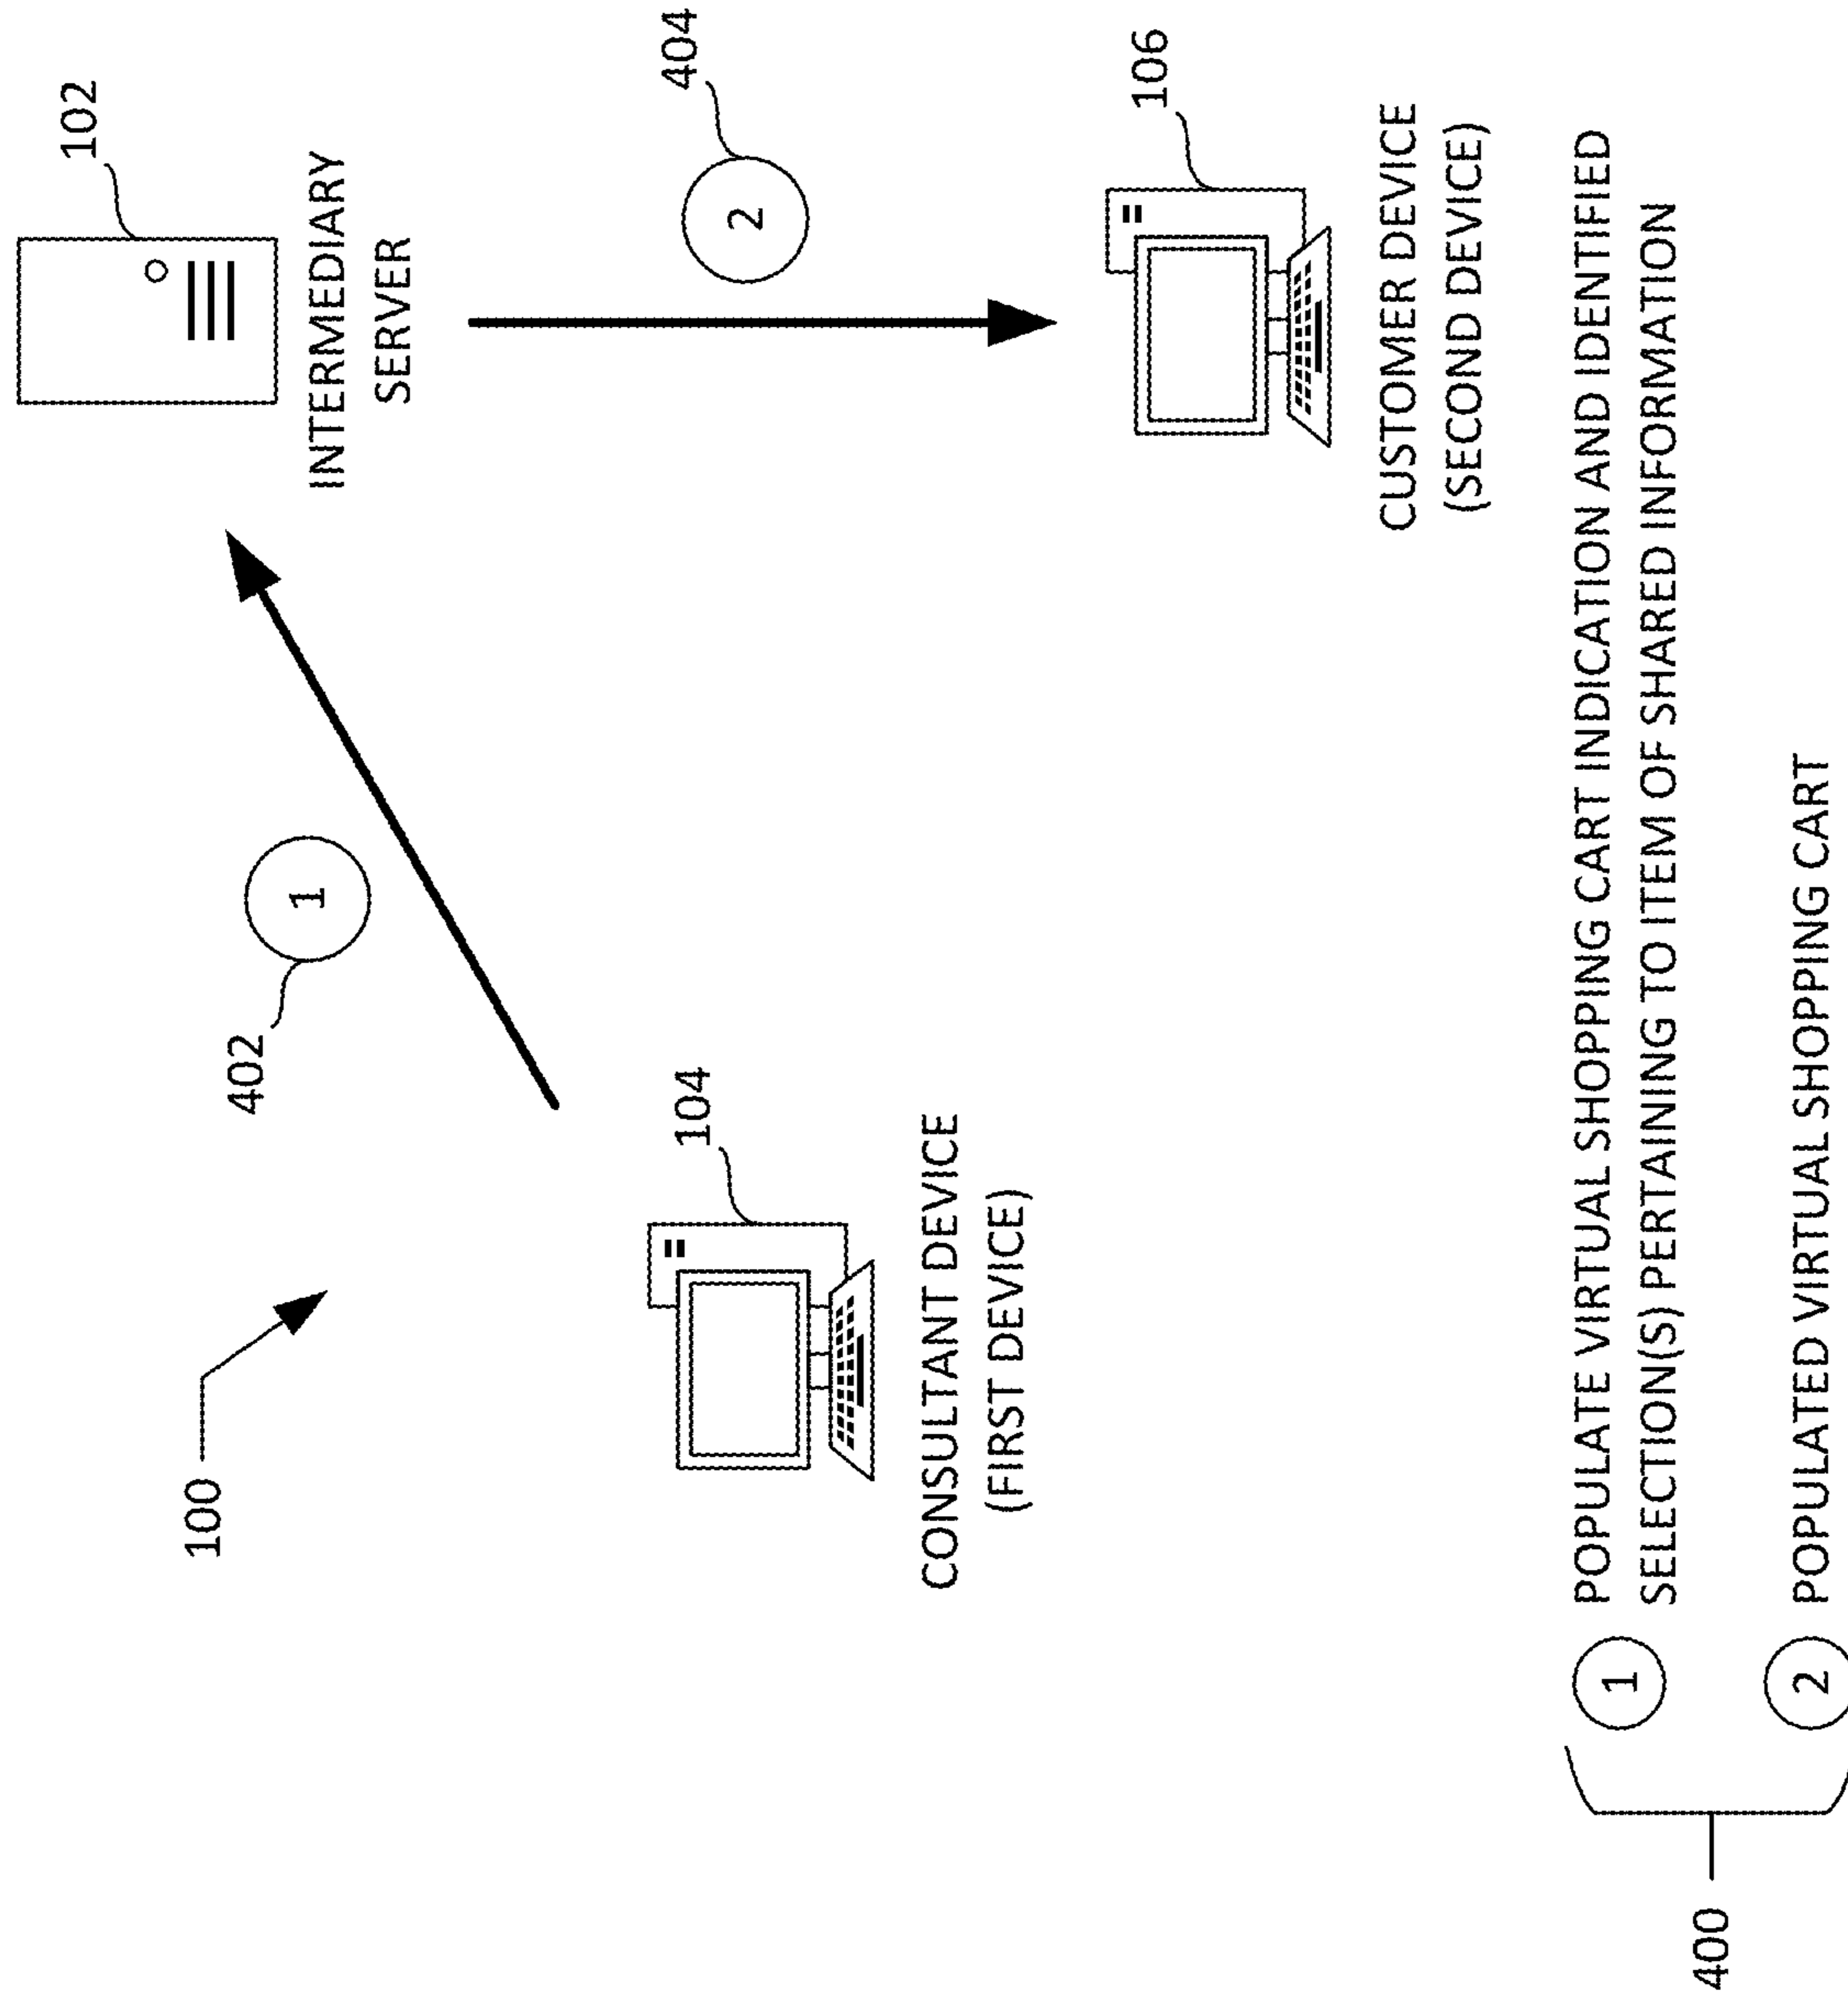 100
402
1
102
INTERMEDIARY
SERVER
2
404
104
CONSULTANT DEVICE
(FIRST DEVICE)
106
CUSTOMER DEVICE
(SECOND DEVICE)
400
1 POPULATE VIRTUAL SHOPPING CART INDICATION AND IDENTIFIED
SELECTION(S) PERTAINING TO ITEM OF SHARED INFORMATION
2 POPULATED VIRTUAL SHOPPING CART